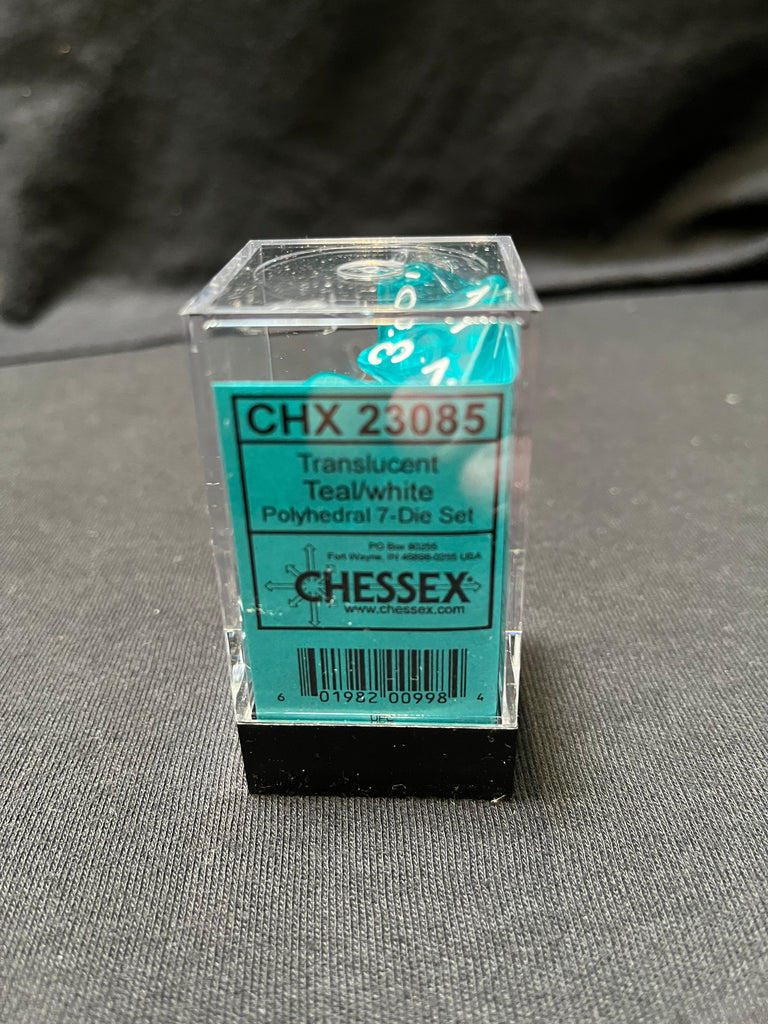 CHX 23085
Translucent
Teal/white
Polyhedral 7-Die Set
PO Box 80255
Fort Wayne, IN 46898-0255 USA
CHESSEX
www.chessex.com
6 01982 00998 4